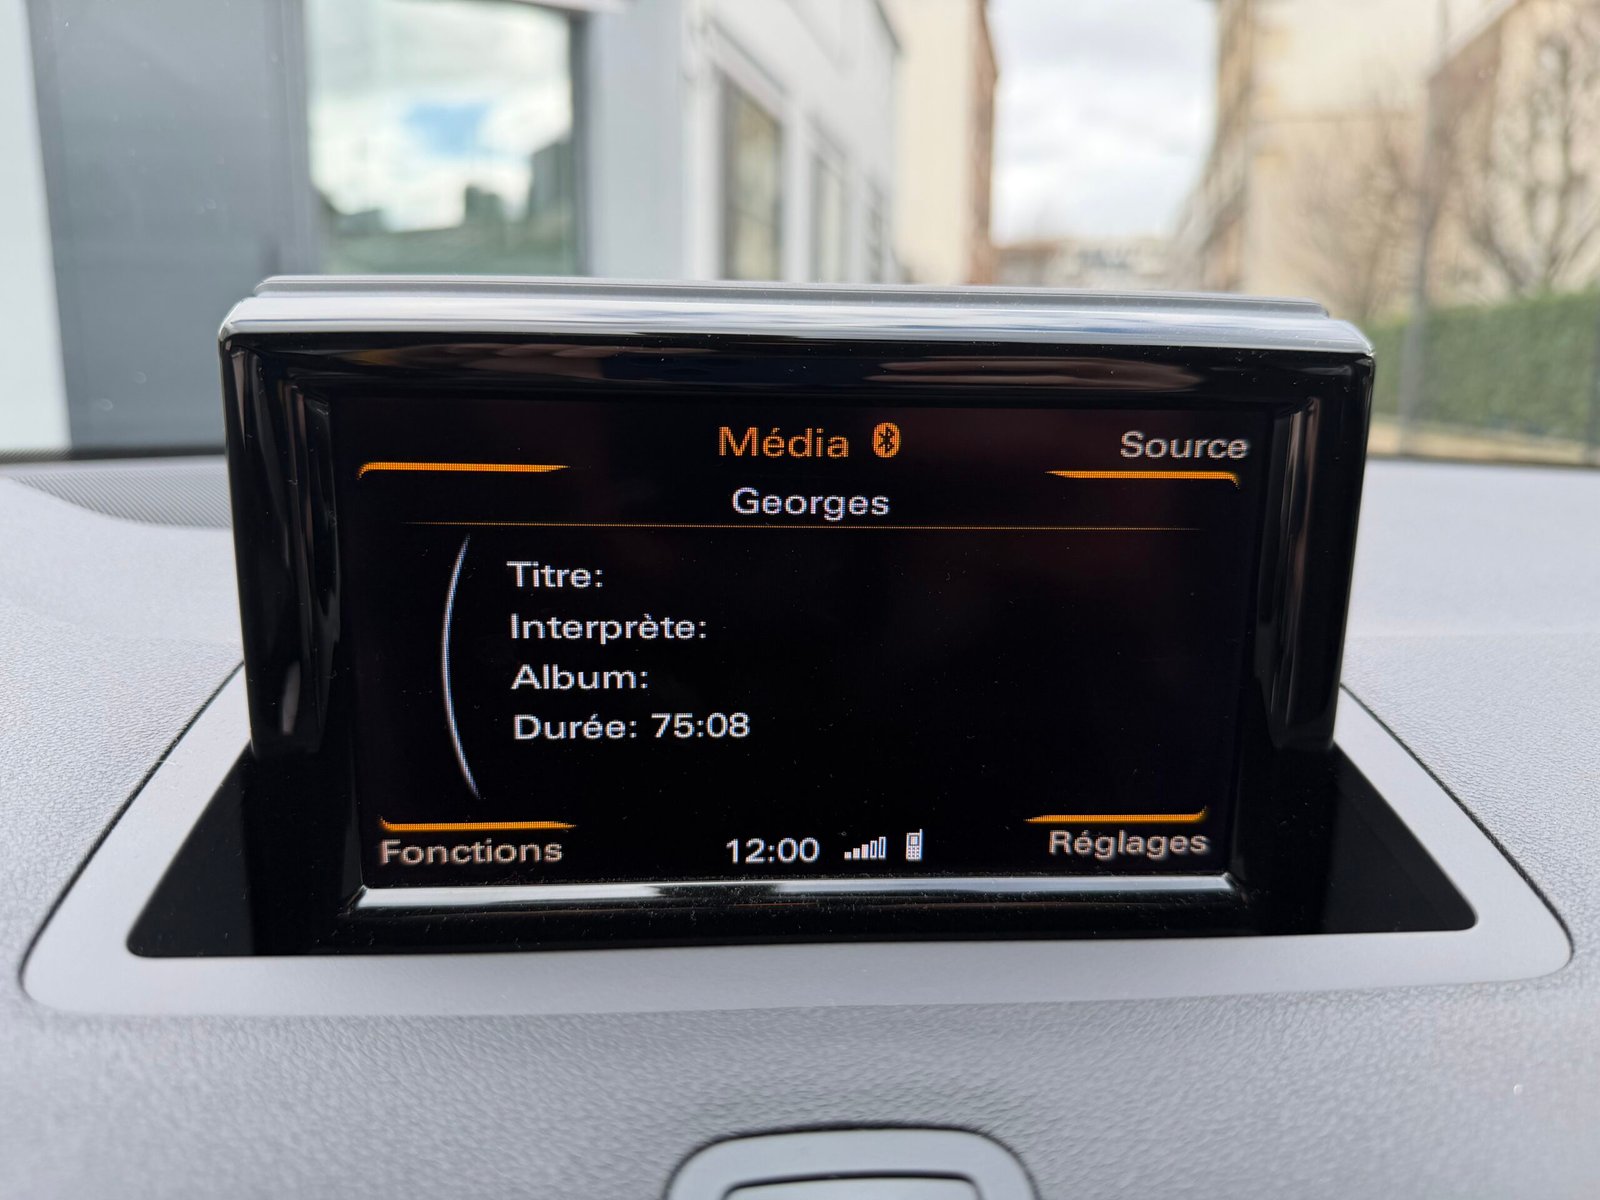 Média
Source
Georges
Titre:
Interprète:
Album:
Durée: 75:08
Fonctions
12:00
Réglages